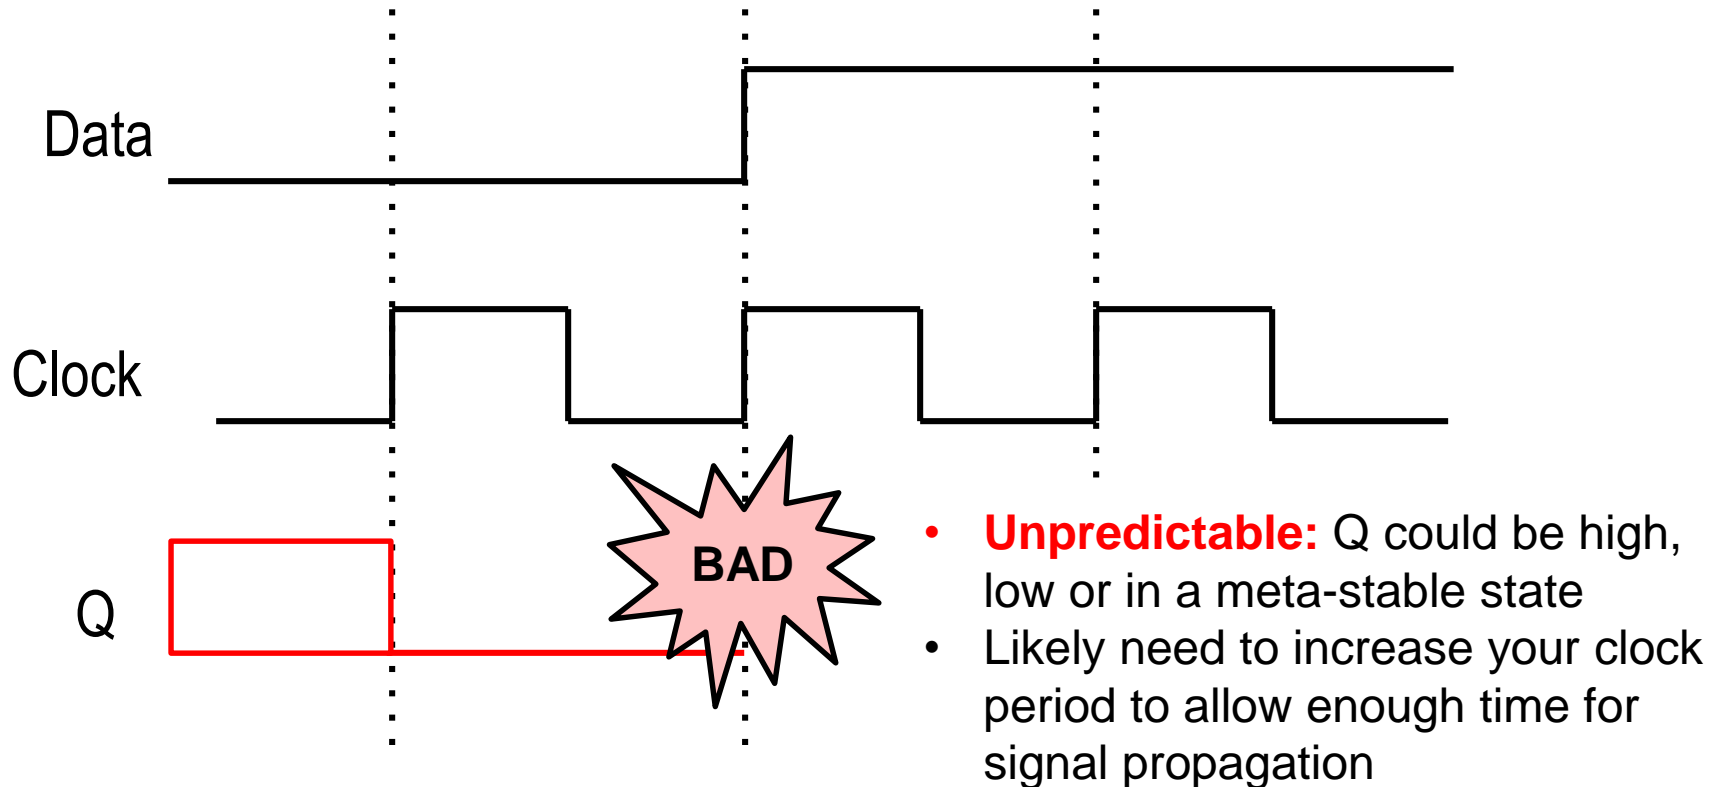 Data
Clock
Q
BAD
• Unpredictable: Q could be high,
low or in a meta-stable state
• Likely need to increase your clock
period to allow enough time for
signal propagation